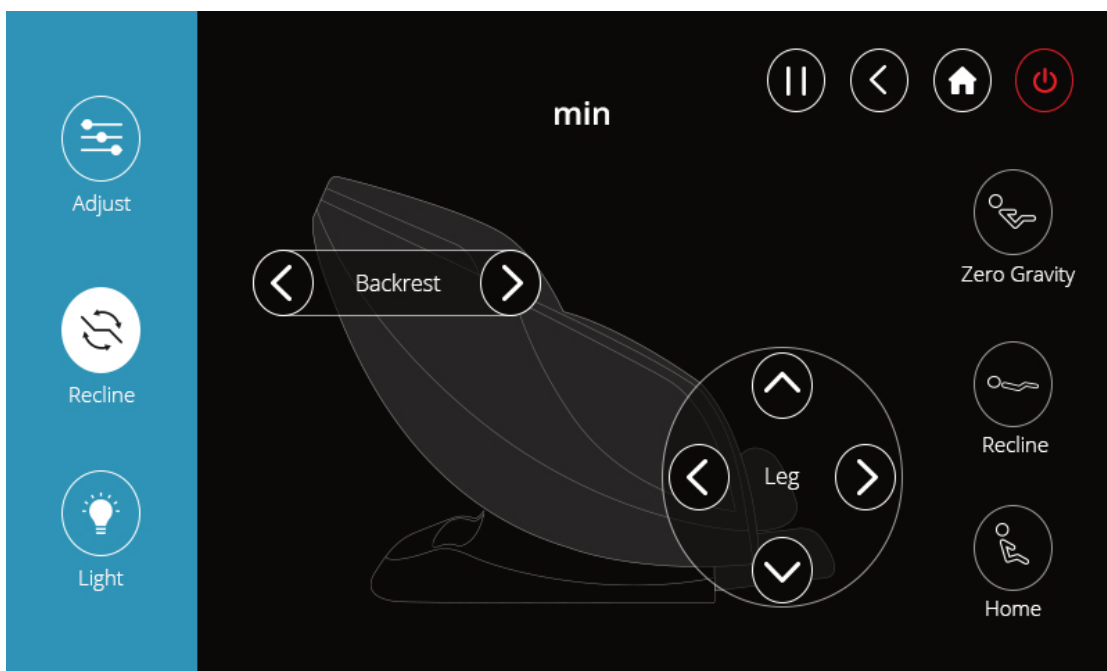 min
Adjust
Recline
Light
Backrest
Leg
Zero Gravity
Recline
Home